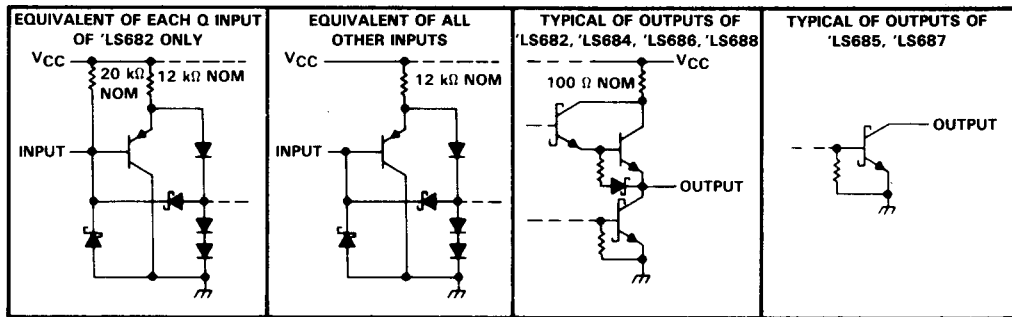 EQUIVALENT OF EACH Q INPUT
OF 'LS682 ONLY
VCC
20 kΩ
NOM
12 kΩ NOM
INPUT
EQUIVALENT OF ALL
OTHER INPUTS
VCC
12 kΩ NOM
INPUT
TYPICAL OF OUTPUTS OF
'LS682, 'LS684, 'LS686, 'LS688
VCC
100 Ω NOM
OUTPUT
TYPICAL OF OUTPUTS OF
'LS685, 'LS687
OUTPUT